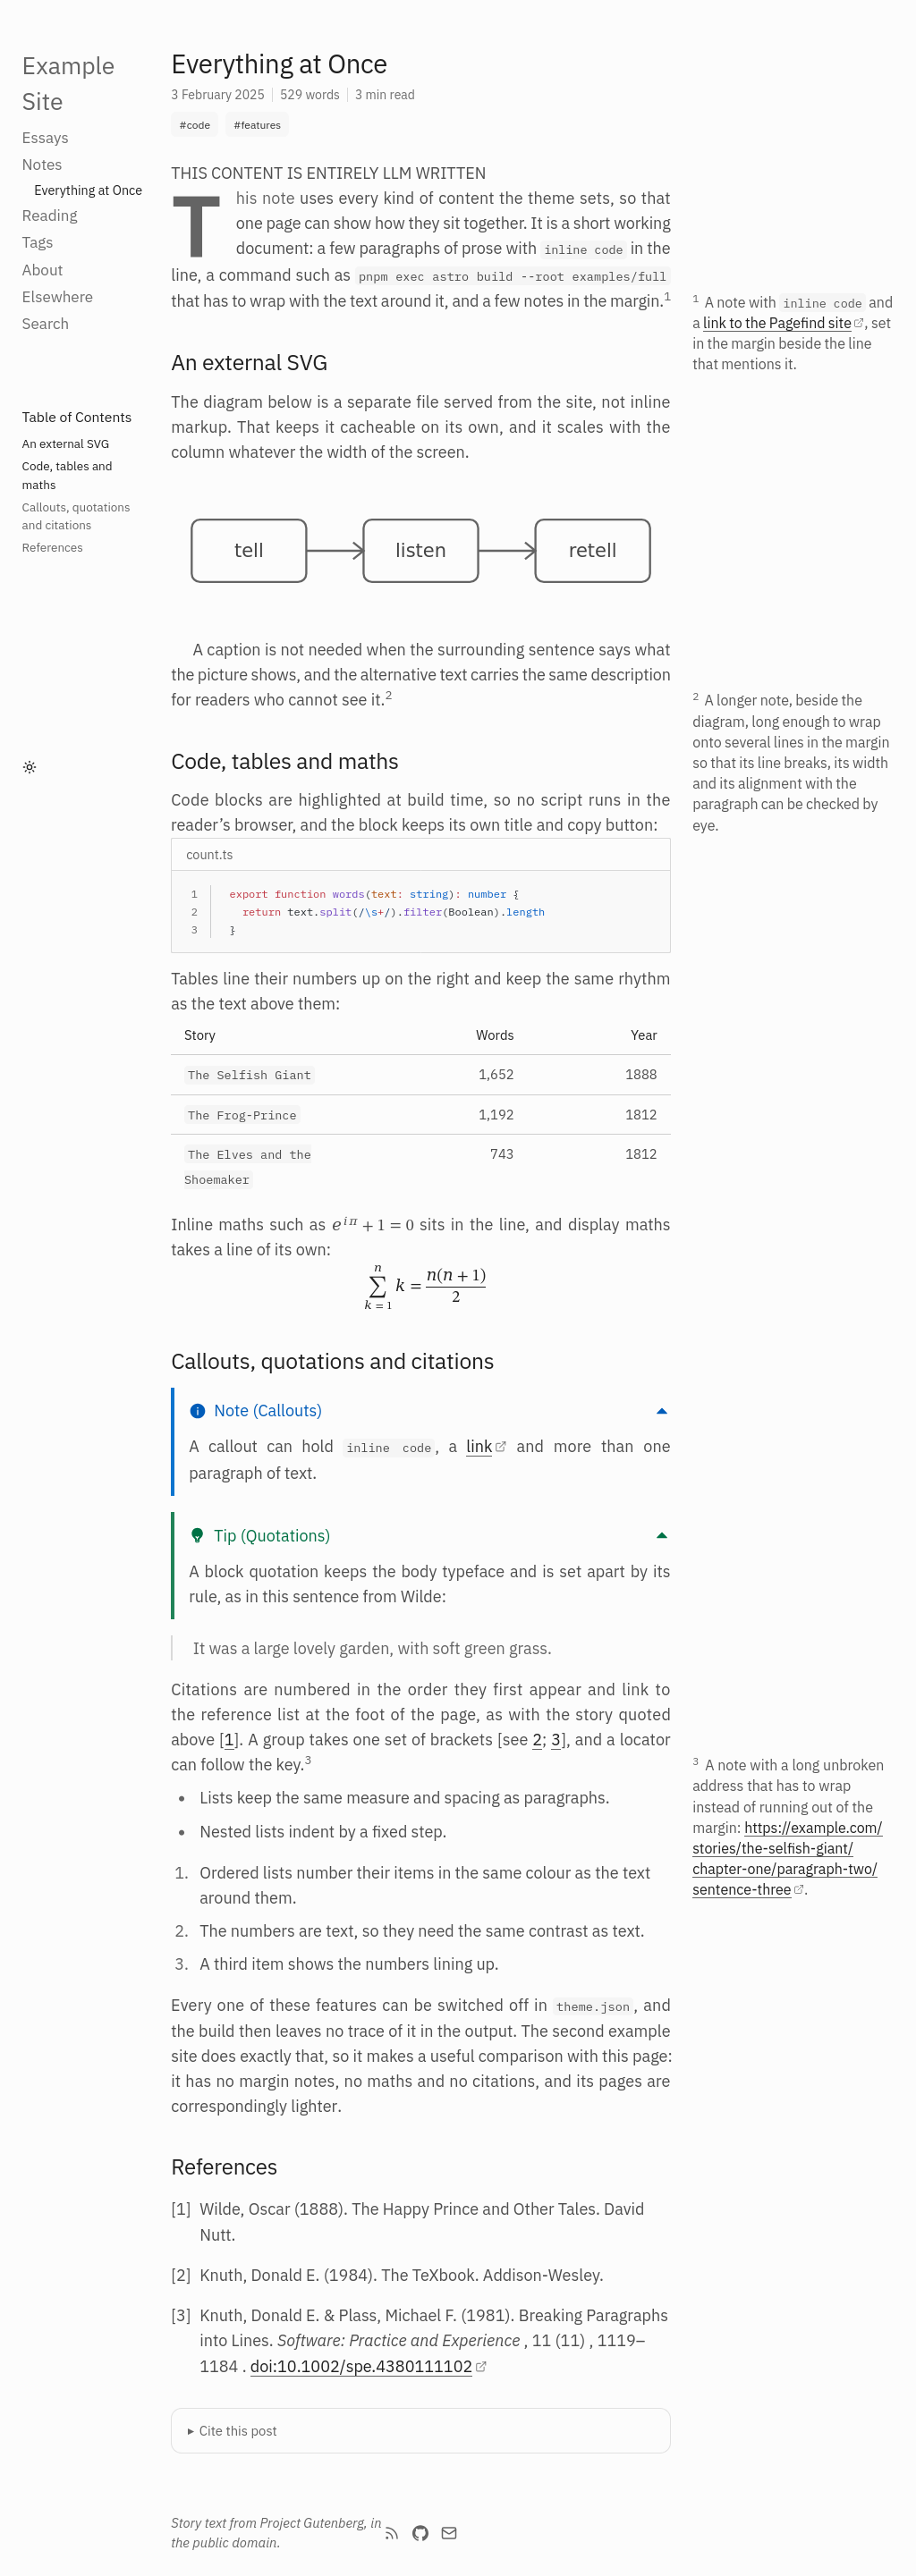 Example
Site
Essays
Notes
Everything at Once
Reading
Tags
About
Elsewhere
Search
Table of Contents
An external SVG
Code, tables and
maths
Callouts, quotations
and citations
References
Everything at Once
3 February 2025 529 words 3 min read
#code #features
THIS CONTENT IS ENTIRELY LLM WRITTEN
This note uses every kind of content the theme sets, so that
one page can show how they sit together. It is a short working
document: a few paragraphs of prose with inline code in the
line, a command such as pnpm exec astro build --root examples/full
that has to wrap with the text around it, and a few notes in the margin.1
1 A note with inline code and
a link to the Pagefind site, set
in the margin beside the line
that mentions it.
An external SVG
The diagram below is a separate file served from the site, not inline
markup. That keeps it cacheable on its own, and it scales with the
column whatever the width of the screen.
tell listen retell
A caption is not needed when the surrounding sentence says what
the picture shows, and the alternative text carries the same description
for readers who cannot see it.2
2 A longer note, beside the
diagram, long enough to wrap
onto several lines in the margin
so that its line breaks, its width
and its alignment with the
paragraph can be checked by
eye.
Code, tables and maths
Code blocks are highlighted at build time, so no script runs in the
reader’s browser, and the block keeps its own title and copy button:
count.ts
1 export function words(text: string): number {
2 return text.split(/\s+/).filter(Boolean).length
3 }
Tables line their numbers up on the right and keep the same rhythm
as the text above them:
Story Words Year
The Selfish Giant 1,652 1888
The Frog-Prince 1,192 1812
The Elves and the 743 1812
Shoemaker
Inline maths such as e^{iπ} + 1 = 0 sits in the line, and display maths
takes a line of its own:
n
∑ k = n(n + 1)
k = 1 2
Callouts, quotations and citations
Note (Callouts)
A callout can hold inline code, a link and more than one
paragraph of text.
Tip (Quotations)
A block quotation keeps the body typeface and is set apart by its
rule, as in this sentence from Wilde:
It was a large lovely garden, with soft green grass.
Citations are numbered in the order they first appear and link to
the reference list at the foot of the page, as with the story quoted
above [1]. A group takes one set of brackets [see 2; 3], and a locator
can follow the key.3
3 A note with a long unbroken
address that has to wrap
instead of running out of the
margin: https://example.com/
stories/the-selfish-giant/
chapter-one/paragraph-two/
sentence-three.
• Lists keep the same measure and spacing as paragraphs.
• Nested lists indent by a fixed step.
1. Ordered lists number their items in the same colour as the text
around them.
2. The numbers are text, so they need the same contrast as text.
3. A third item shows the numbers lining up.
Every one of these features can be switched off in theme.json, and
the build then leaves no trace of it in the output. The second example
site does exactly that, so it makes a useful comparison with this page:
it has no margin notes, no maths and no citations, and its pages are
correspondingly lighter.
References
[1] Wilde, Oscar (1888). The Happy Prince and Other Tales. David
Nutt.
[2] Knuth, Donald E. (1984). The TeXbook. Addison-Wesley.
[3] Knuth, Donald E. & Plass, Michael F. (1981). Breaking Paragraphs
into Lines. Software: Practice and Experience , 11 (11) , 1119–
1184 . doi:10.1002/spe.4380111102
▸ Cite this post
Story text from Project Gutenberg, in
the public domain.